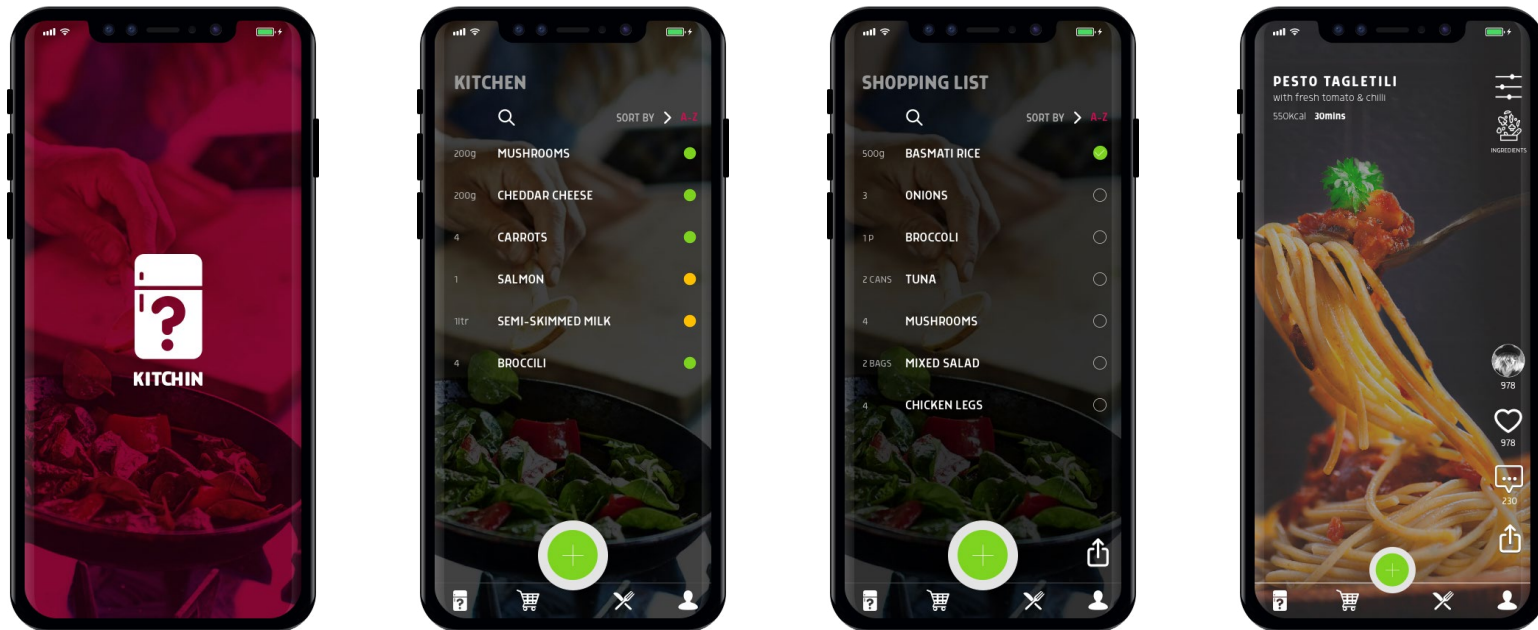 ?
KITCHIN
KITCHEN
SORT BY > A-Z
200g MUSHROOMS
200g CHEDDAR CHEESE
4 CARROTS
1 SALMON
1ltr SEMI-SKIMMED MILK
4 BROCCILI
?
SHOPPING LIST
SORT BY > A-Z
500g BASMATI RICE
3 ONIONS
1 P BROCCOLI
2 CANS TUNA
4 MUSHROOMS
2 BAGS MIXED SALAD
4 CHICKEN LEGS
?
PESTO TAGLETILI
with fresh tomato & chilli
550Kcal 30mins
INGREDIENTS
978
978
230
?